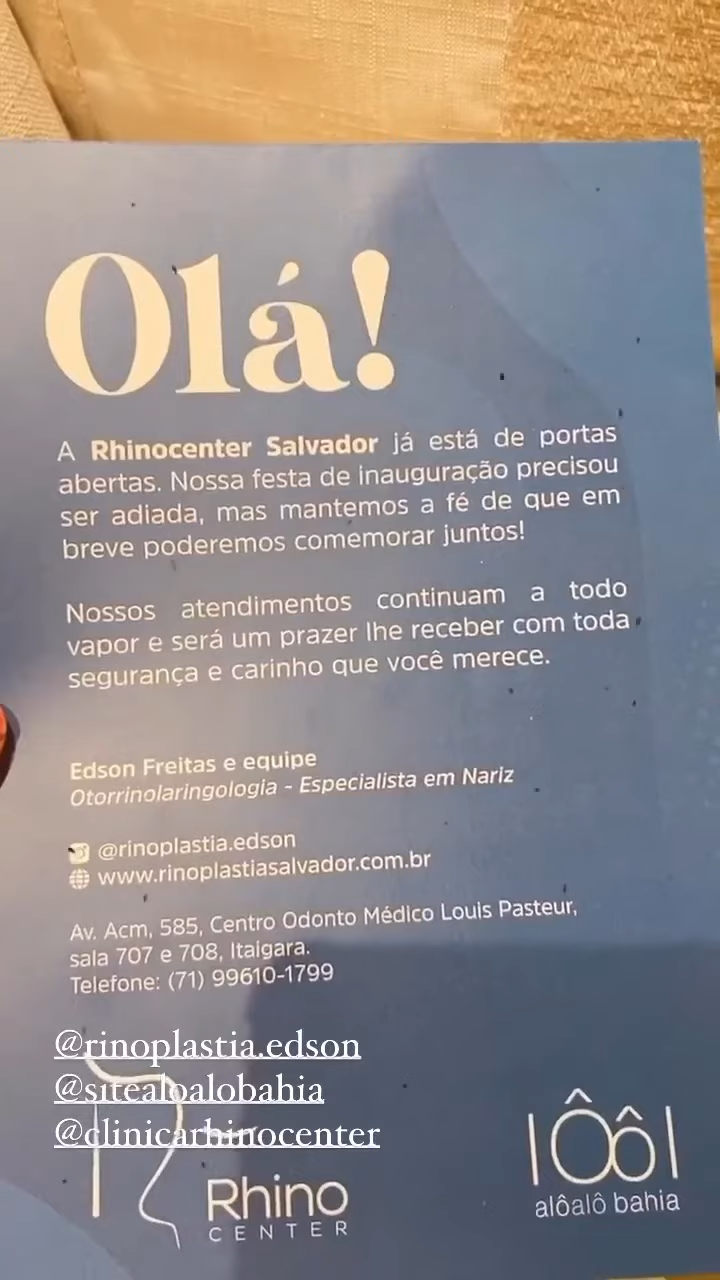 Olá!
A Rhinocenter Salvador já está de portas
abertas. Nossa festa de inauguração precisou
ser adiada, mas mantemos a fé de que em
breve poderemos comemorar juntos!
Nossos atendimentos continuam a todo
vapor e será um prazer lhe receber com toda
segurança e carinho que você merece.
Edson Freitas e equipe
Otorrinolaringologia - Especialista em Nariz
@rinoplastia.edson
www.rinoplastiasalvador.com.br
Av. Acm, 585, Centro Odonto Médico Louis Pasteur,
sala 707 e 708, Itaigara.
Telefone: (71) 99610-1799
@rinoplastia.edson
@sitealoalobahia
@clinicarhinocenter
Rhino
CENTER
|ÔÔ|
alôalô bahia